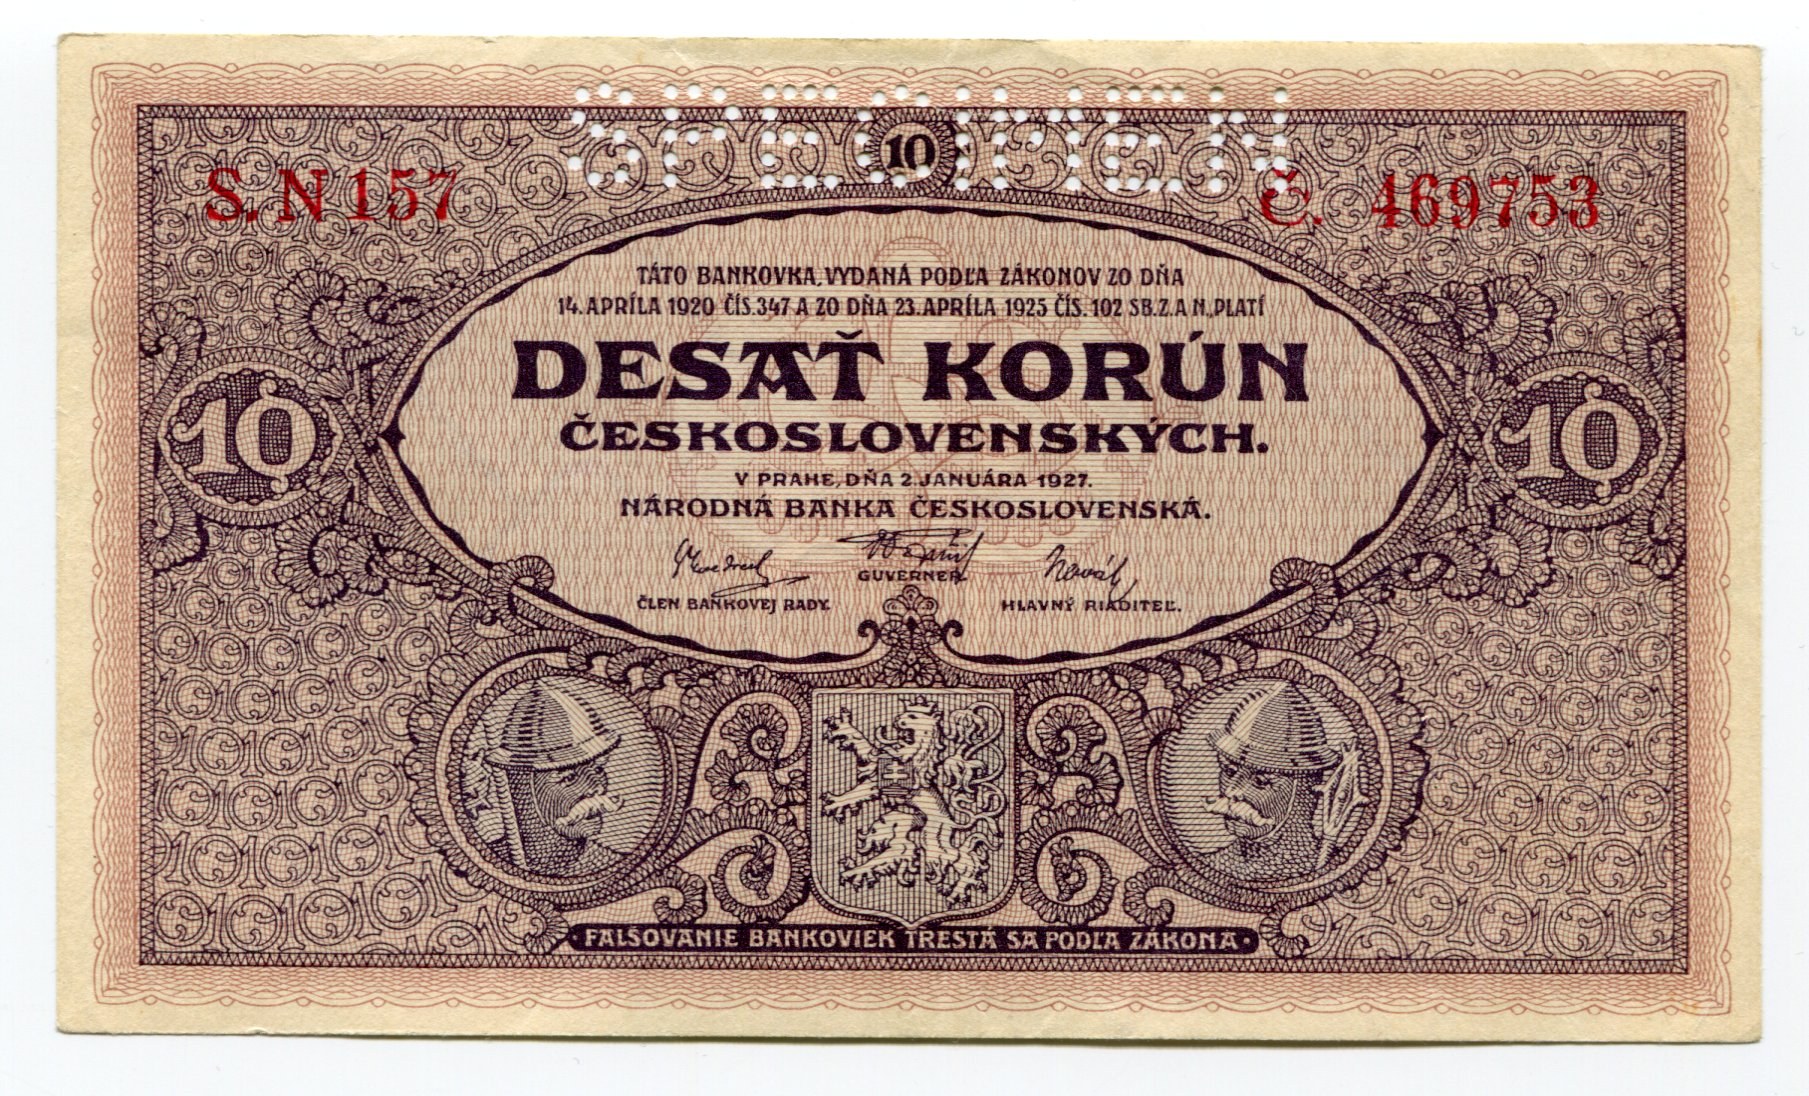 SPECIMEN
10
S. N 157
Č. 469753
TÁTO BANKOVKA, VYDANÁ PODĽA ZÁKONOV ZO DŇA
14. APRÍLA 1920 ČÍS. 347 A ZO DŇA 23. APRÍLA 1925 ČÍS. 102 SB. Z. A N., PLATÍ
DESAŤ KORÚN
ČESKOSLOVENSKÝCH.
10
10
V PRAHE, DŇA 2. JANUÁRA 1927.
NÁRODNÁ BANKA ČESKOSLOVENSKÁ.
Novák
GUVERNER.
ČLEN BANKOVEJ RADY.
HLAVNÝ RIADITEĽ.
FALŠOVANIE BANKOVIEK TRESTÁ SA PODĽA ZÁKONA